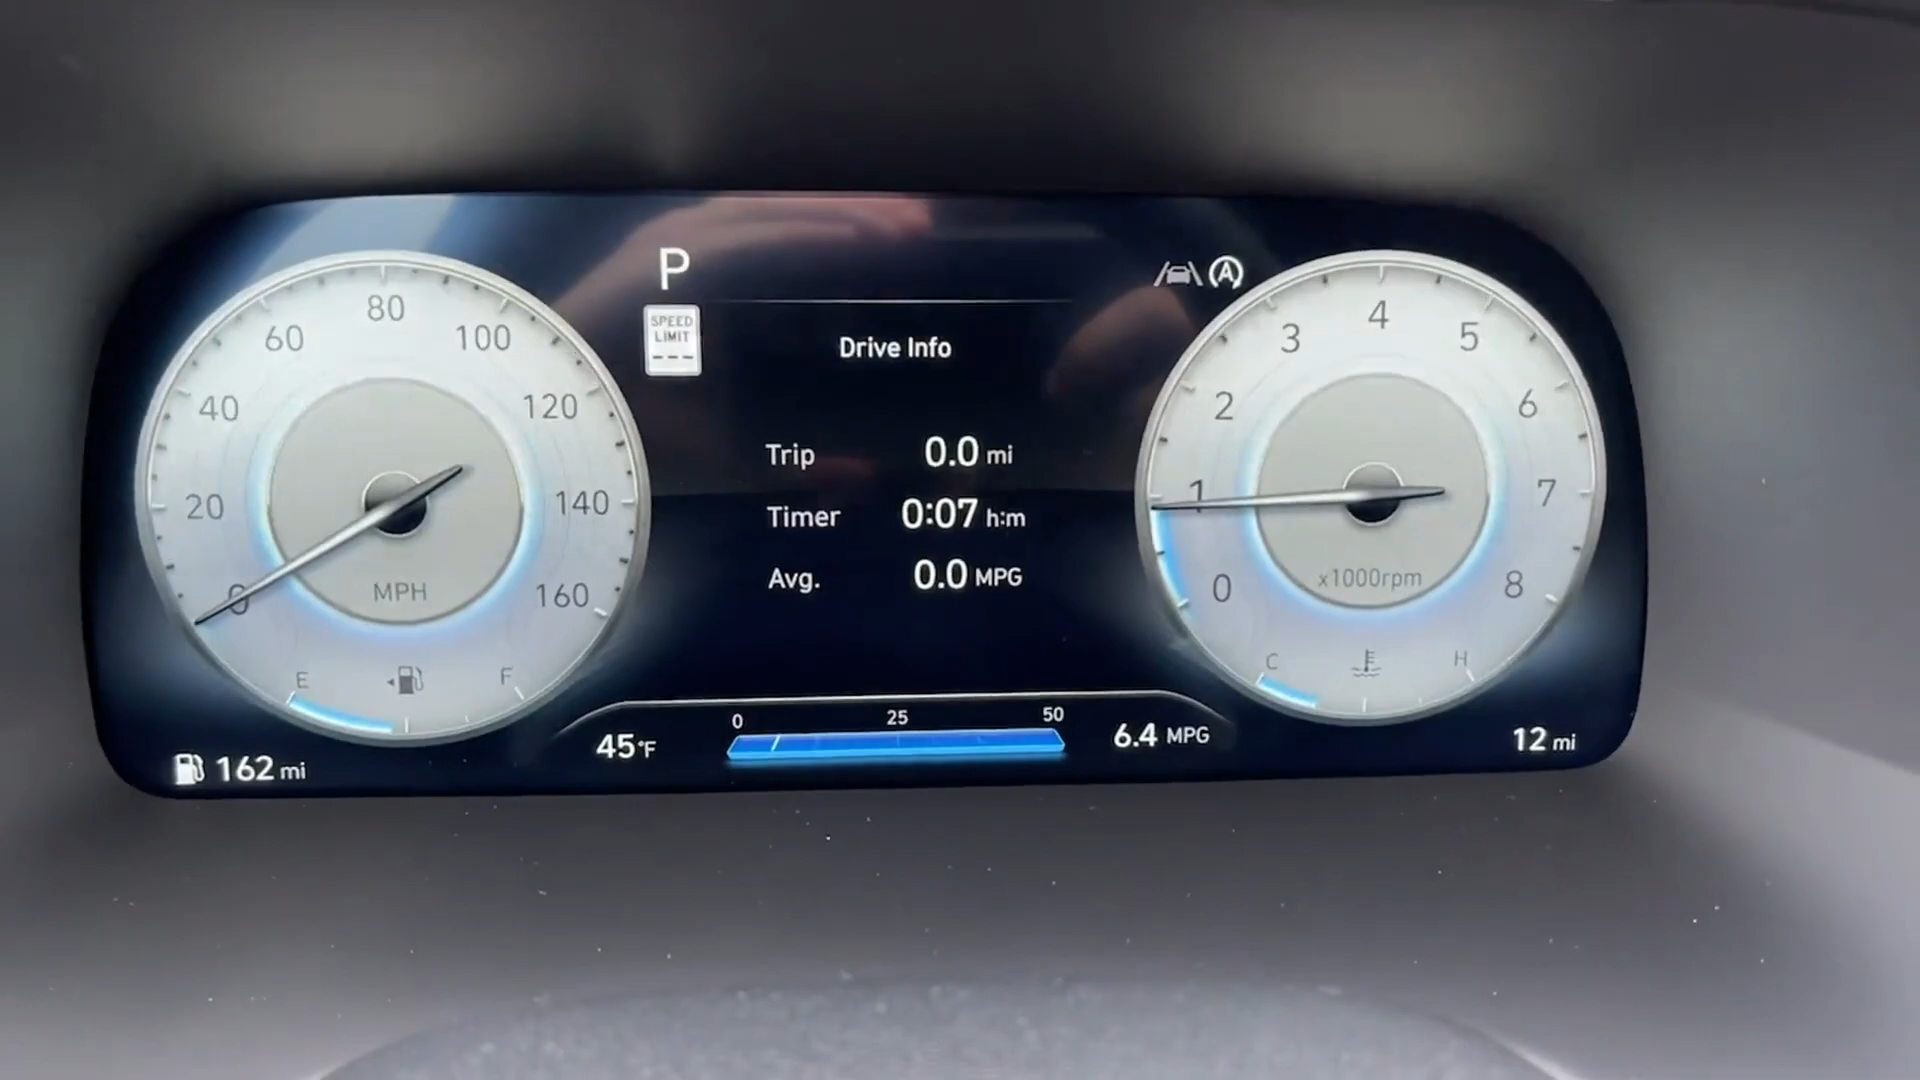 P
SPEED
LIMIT
---
Drive Info
Trip 0.0 mi
Timer 0:07 h:m
Avg. 0.0 MPG
0 20 40 60 80 100 120 140 160
MPH
E F
162 mi
45°F
0 25 50
6.4 MPG
A
0 1 2 3 4 5 6 7 8
x1000rpm
C H
12 mi